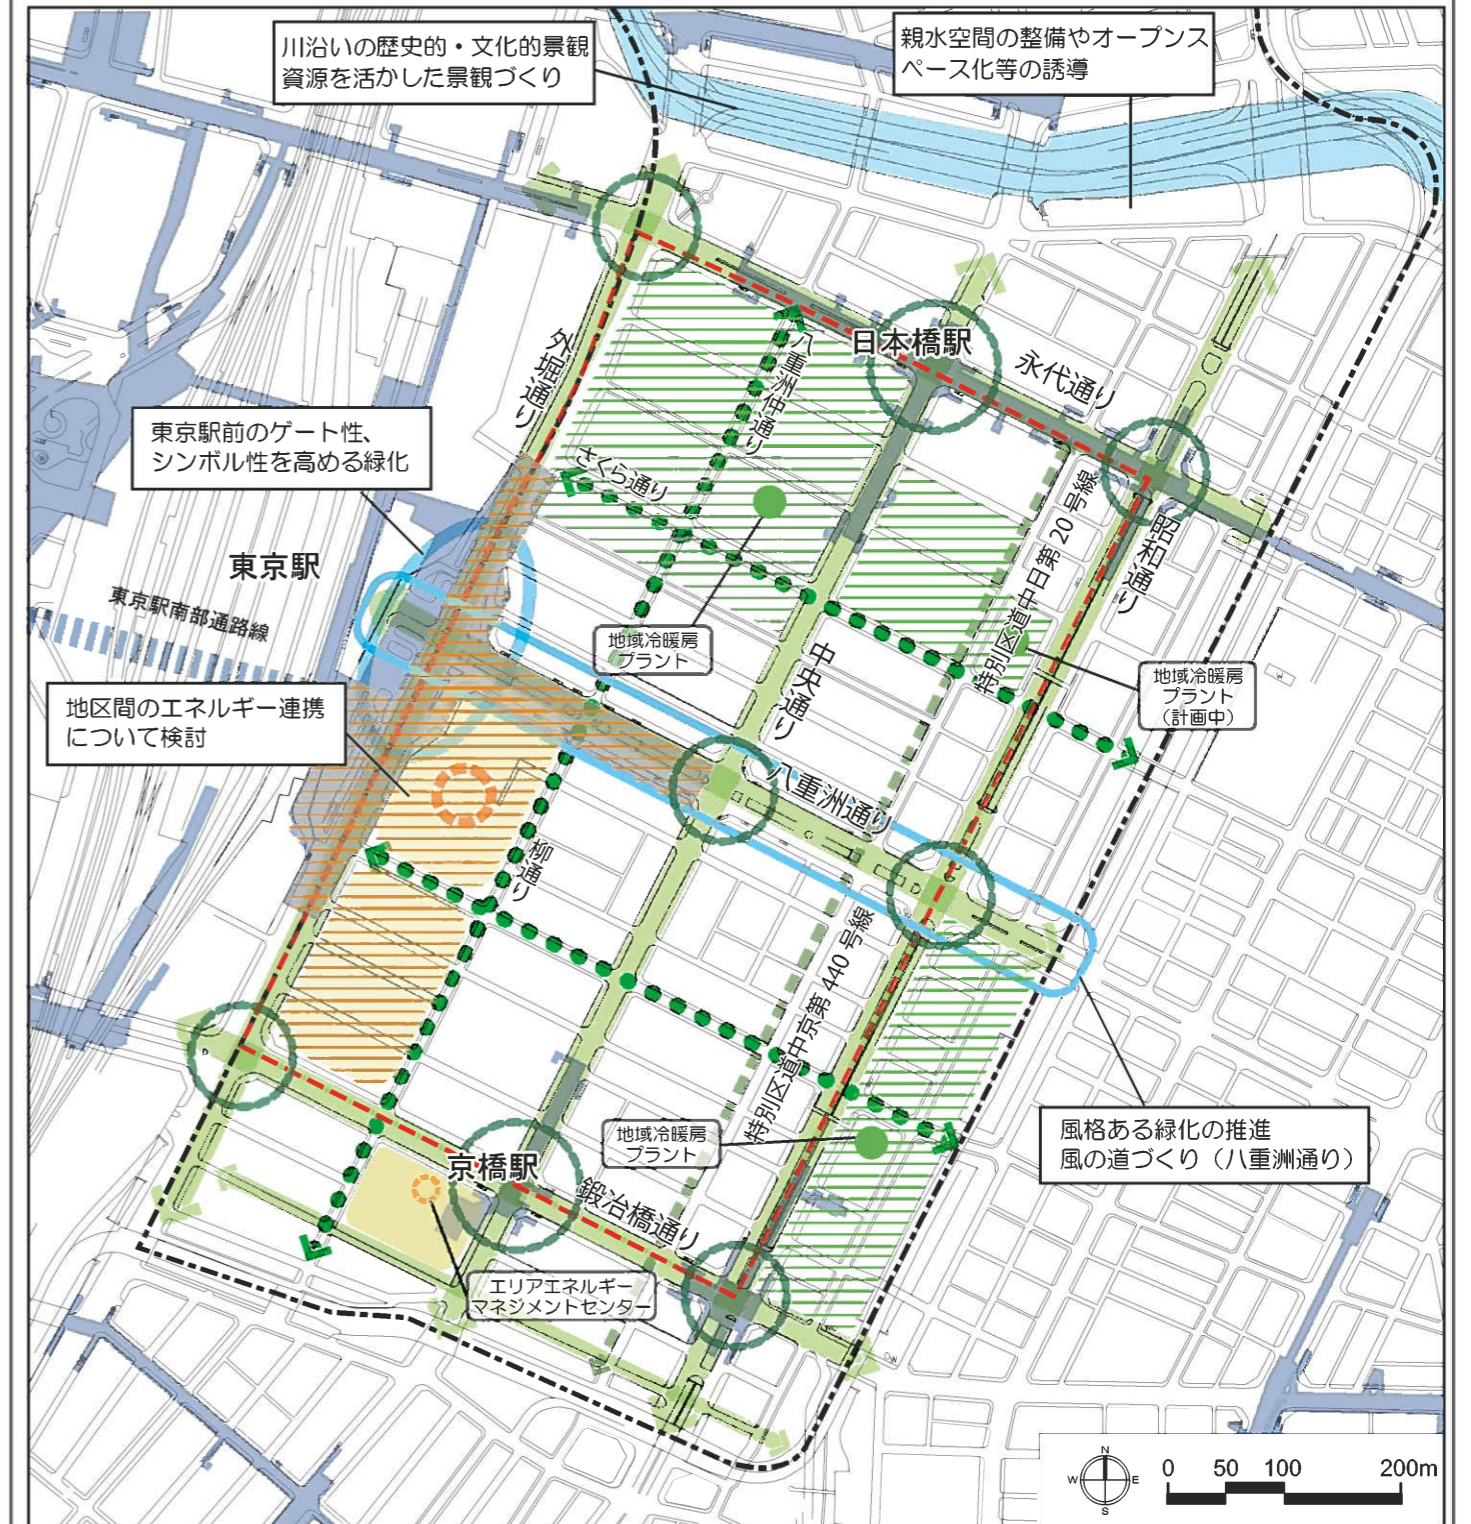 川沿いの歴史的・文化的景観
資源を活かした景観づくり
親水空間の整備やオープンス
ペース化等の誘導
日本橋駅
永代通り
外堀通り
八重洲仲通り
東京駅前のゲート性、
シンボル性を高める緑化
さくら通り
特別区道中日第20号線
昭和通り
東京駅
東京駅南部通路線
地域冷暖房
プラント
中央通り
地域冷暖房
プラント
（計画中）
地区間のエネルギー連携
について検討
八重洲通り
柳通り
特別区道中京第440号線
地域冷暖房
プラント
風格ある緑化の推進
風の道づくり（八重洲通り）
京橋駅
鍛冶橋通り
エリアエネルギー
マネジメントセンター
N
W E
S
0 50 100 200m